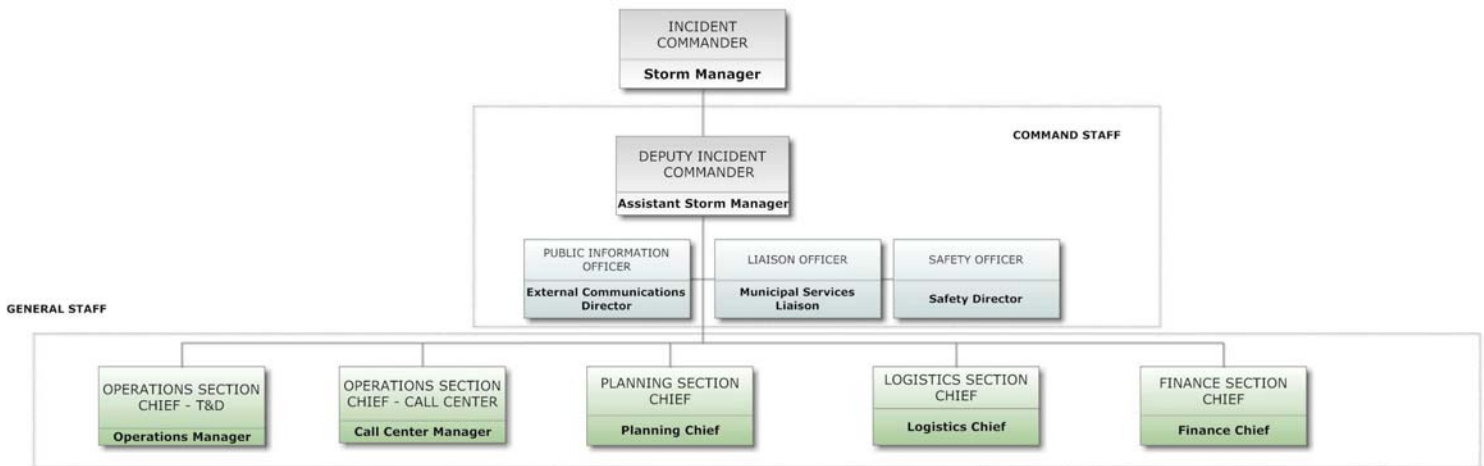 INCIDENT
COMMANDER
Storm Manager
COMMAND STAFF
DEPUTY INCIDENT
COMMANDER
Assistant Storm Manager
PUBLIC INFORMATION
OFFICER
External Communications
Director
LIAISON OFFICER
Municipal Services
Liaison
SAFETY OFFICER
Safety Director
GENERAL STAFF
OPERATIONS SECTION
CHIEF - T&D
Operations Manager
OPERATIONS SECTION
CHIEF - CALL CENTER
Call Center Manager
PLANNING SECTION
CHIEF
Planning Chief
LOGISTICS SECTION
CHIEF
Logistics Chief
FINANCE SECTION
CHIEF
Finance Chief